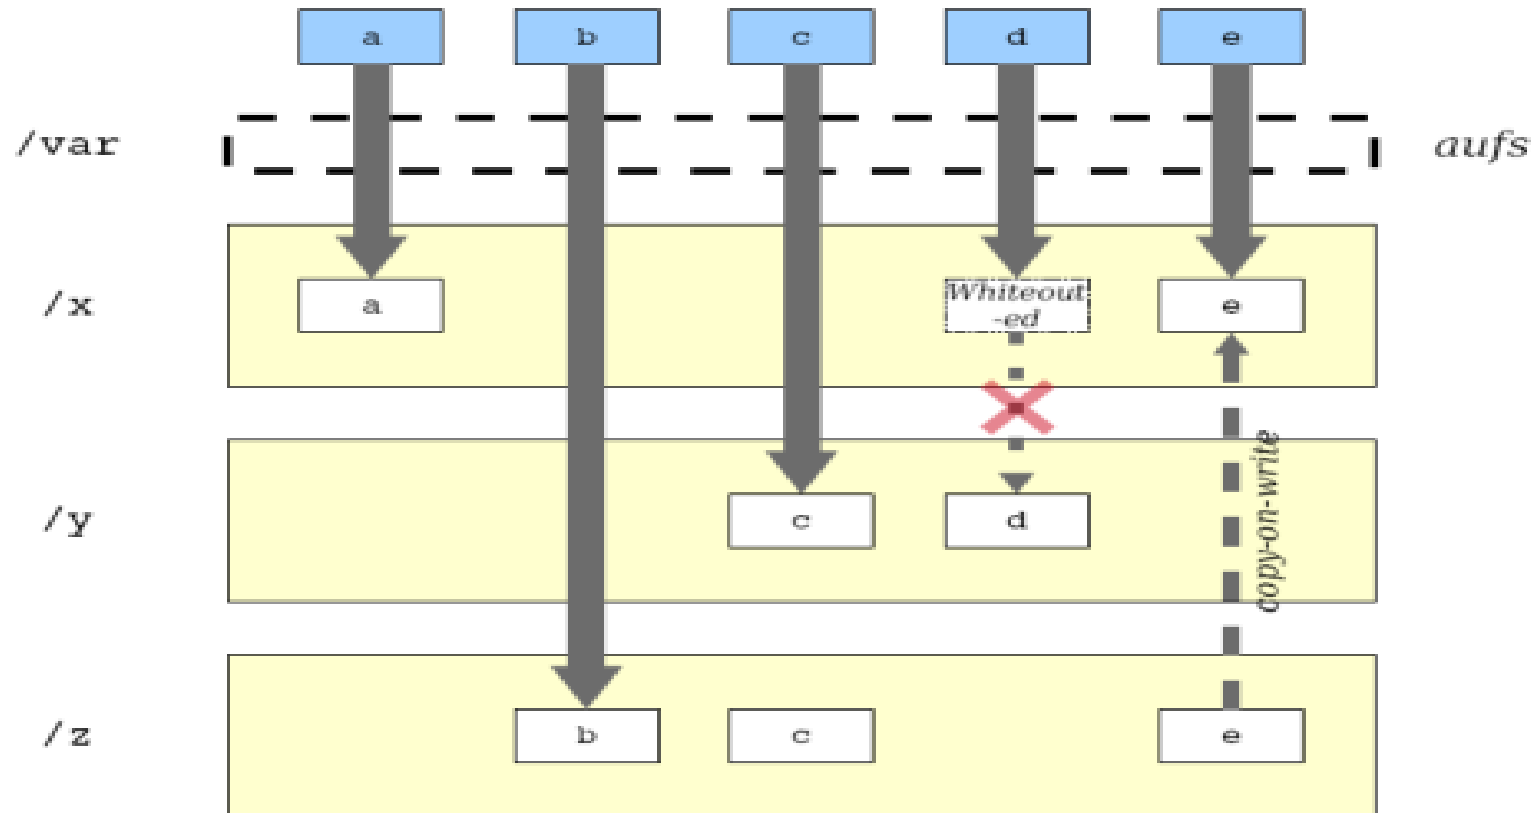 a b c d e
/var aufs
/x a Whiteout
-ed e
/y c d
copy-on-write
/z b c e